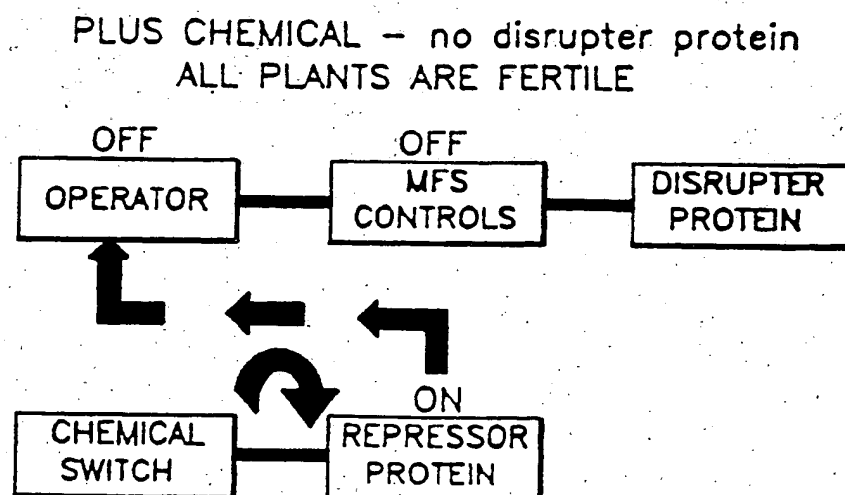 PLUS CHEMICAL – no disrupter protein
ALL PLANTS ARE FERTILE
OFF
OPERATOR
OFF
MFS
CONTROLS
DISRUPTER
PROTEIN
CHEMICAL
SWITCH
ON
REPRESSOR
PROTEIN